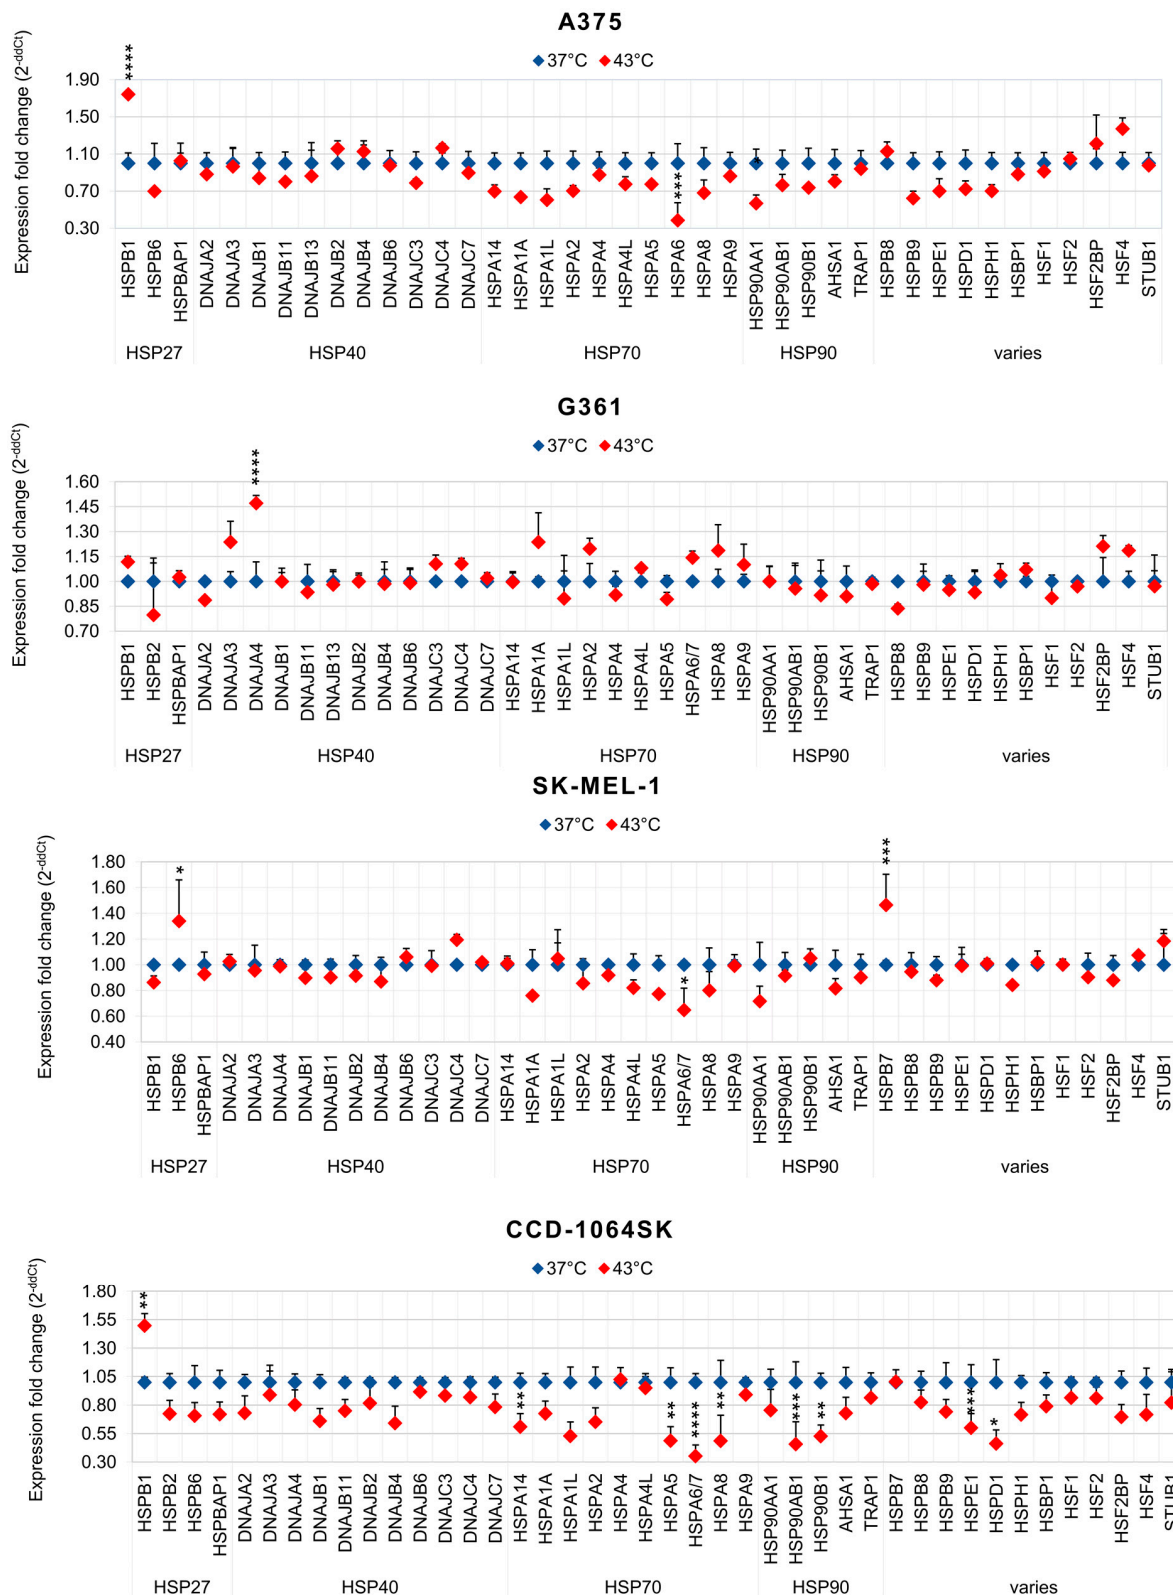 A375
37°C 43°C
Expression fold change (2-ddCt)
1.90
1.50
1.10
0.70
0.30
****
****
*
HSPB1 HSPB6 HSPBAP1 DNAJA2 DNAJA3 DNAJB1 DNAJB11 DNAJB13 DNAJB2 DNAJB4 DNAJB6 DNAJC3 DNAJC4 DNAJC7 HSPA14 HSPA1A HSPA1L HSPA2 HSPA4 HSPA4L HSPA5 HSPA6 HSPA8 HSPA9 HSP90AA1 HSP90AB1 HSP90B1 AHSA1 TRAP1 HSPB8 HSPB9 HSPE1 HSPD1 HSPH1 HSBP1 HSF1 HSF2 HSF2BP HSF4 STUB1
HSP27 HSP40 HSP70 HSP90 varies
G361
37°C 43°C
Expression fold change (2-ddCt)
1.60
1.45
1.30
1.15
1.00
0.85
0.70
****
HSPB1 HSPB2 HSPBAP1 DNAJA2 DNAJA3 DNAJA4 DNAJB1 DNAJB11 DNAJB13 DNAJB2 DNAJB4 DNAJB6 DNAJC3 DNAJC4 DNAJC7 HSPA14 HSPA1A HSPA1L HSPA2 HSPA4 HSPA4L HSPA5 HSPA6/7 HSPA8 HSPA9 HSP90AA1 HSP90AB1 HSP90B1 AHSA1 TRAP1 HSPB8 HSPB9 HSPE1 HSPD1 HSPH1 HSBP1 HSF1 HSF2 HSF2BP HSF4 STUB1
HSP27 HSP40 HSP70 HSP90 varies
SK-MEL-1
37°C 43°C
Expression fold change (2-ddCt)
1.80
1.60
1.40
1.20
1.00
0.80
0.60
0.40
*
*
***
HSPB1 HSPB6 HSPBAP1 DNAJA2 DNAJA3 DNAJA4 DNAJB1 DNAJB11 DNAJB2 DNAJB4 DNAJB6 DNAJC3 DNAJC4 DNAJC7 HSPA14 HSPA1A HSPA1L HSPA2 HSPA4 HSPA4L HSPA5 HSPA6/7 HSPA8 HSPA9 HSP90AA1 HSP90AB1 HSP90B1 AHSA1 TRAP1 HSPB7 HSPB8 HSPB9 HSPE1 HSPD1 HSPH1 HSBP1 HSF1 HSF2 HSF2BP HSF4 STUB1
HSP27 HSP40 HSP70 HSP90 varies
CCD-1064SK
37°C 43°C
Expression fold change (2-ddCt)
1.80
1.55
1.30
1.05
0.80
0.55
0.30
**
**
**
****
**
***
**
***
*
HSPB1 HSPB2 HSPB6 HSPBAP1 DNAJA2 DNAJA3 DNAJA4 DNAJB1 DNAJB11 DNAJB2 DNAJB4 DNAJB6 DNAJC3 DNAJC4 DNAJC7 HSPA14 HSPA1A HSPA1L HSPA2 HSPA4 HSPA4L HSPA5 HSPA6/7 HSPA8 HSPA9 HSP90AA1 HSP90AB1 HSP90B1 AHSA1 TRAP1 HSPB7 HSPB8 HSPB9 HSPE1 HSPD1 HSPH1 HSBP1 HSF1 HSF2 HSF2BP HSF4 STUB1
HSP27 HSP40 HSP70 HSP90 varies